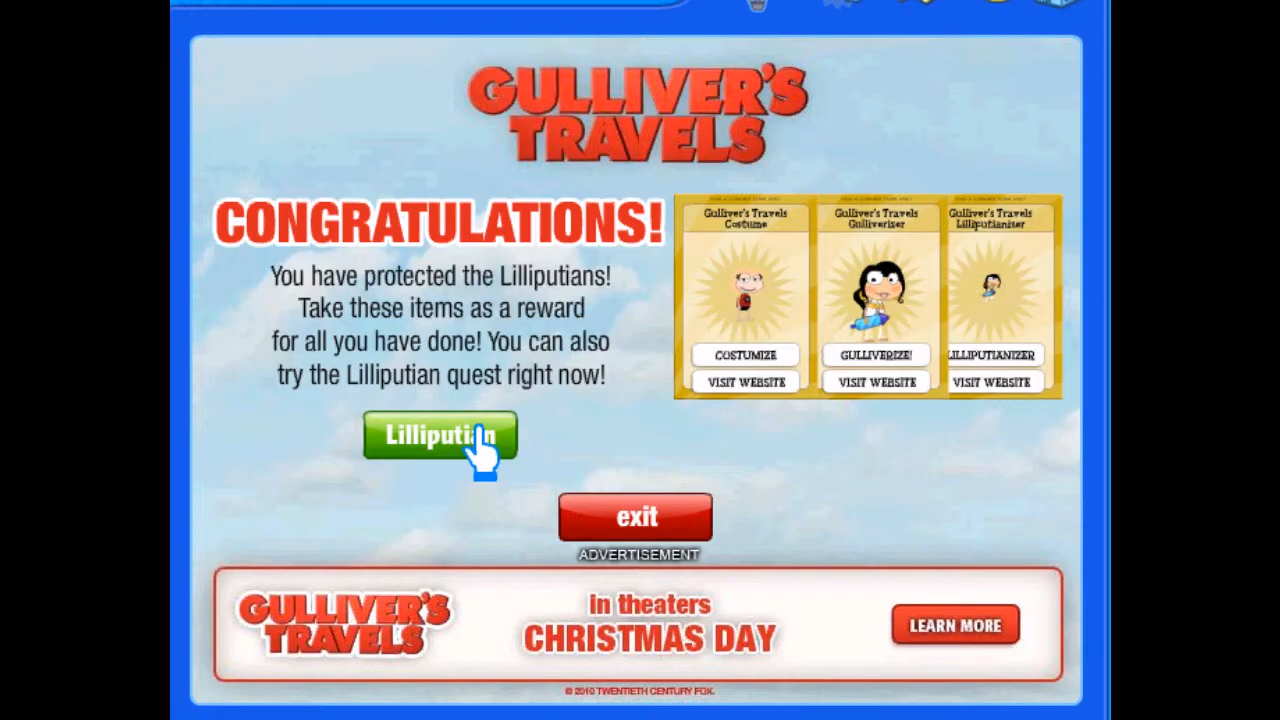 GULLIVER'S
TRAVELS
CONGRATULATIONS!
You have protected the Lilliputians!
Take these items as a reward
for all you have done! You can also
try the Lilliputian quest right now!
Lilliputian
Gulliver's Travels
Costume
COSTUMIZE
VISIT WEBSITE
Gulliver's Travels
Gulliverizer
GULLIVERIZE!
VISIT WEBSITE
Gulliver's Travels
Lilliputianizer
LILLIPUTIANIZER
VISIT WEBSITE
exit
ADVERTISEMENT
GULLIVER'S
TRAVELS
in theaters
CHRISTMAS DAY
LEARN MORE
© 2010 TWENTIETH CENTURY FOX.